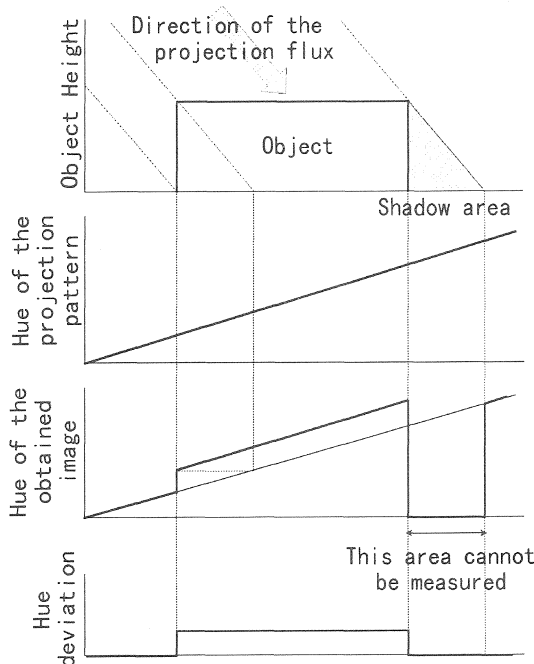 Direction of the
projection flux
Object Height
Object
Shadow area
Hue of the
projection
pattern
Hue of the
obtained
image
This area cannot
be measured
Hue
deviation